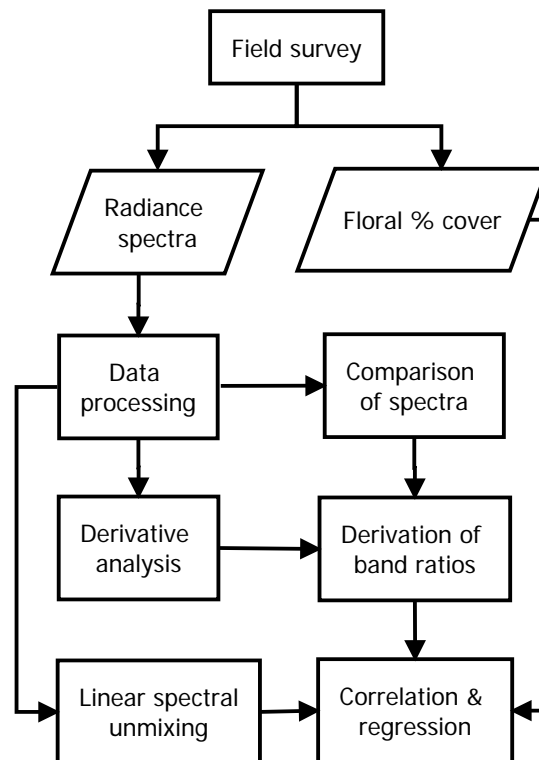 Field survey
Radiance
spectra
Floral % cover
Data
processing
Comparison
of spectra
Derivative
analysis
Derivation of
band ratios
Linear spectral
unmixing
Correlation &
regression